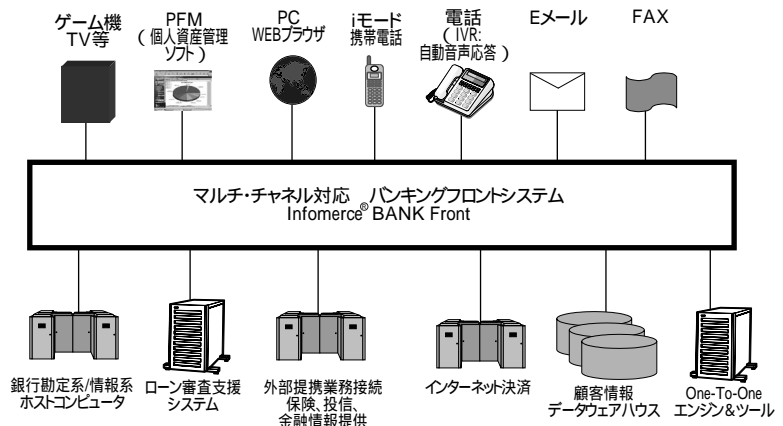 ゲーム機
TV等
PFM
(個人資産管理
ソフト)
PC
WEBブラウザ
iモード
携帯電話
電話
(IVR:
自動音声応答)
Eメール
FAX
マルチ・チャネル対応 バンキングフロントシステム
Infomerce® BANK Front
銀行勘定系/情報系
ホストコンピュータ
ローン審査支援
システム
外部提携業務接続
保険、投信、
金融情報提供
インターネット決済
顧客情報
データウェアハウス
One-To-One
エンジン&ツール